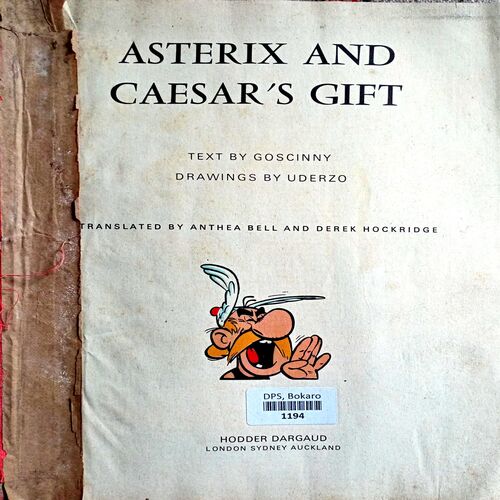 ASTERIX AND
CAESAR'S GIFT
TEXT BY GOSCINNY
DRAWINGS BY UDERZO
TRANSLATED BY ANTHEA BELL AND DEREK HOCKRIDGE
DPS, Bokaro
1194
HODDER DARGAUD
LONDON SYDNEY AUCKLAND